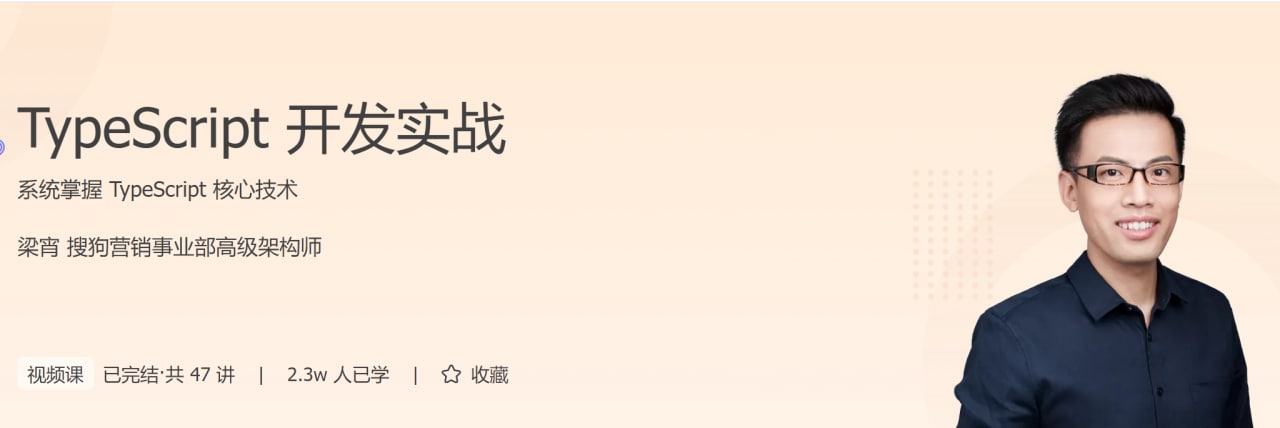 TypeScript 开发实战
系统掌握 TypeScript 核心技术
梁宵 搜狗营销事业部高级架构师
视频课 已完结·共 47 讲 | 2.3w 人已学 | 收藏